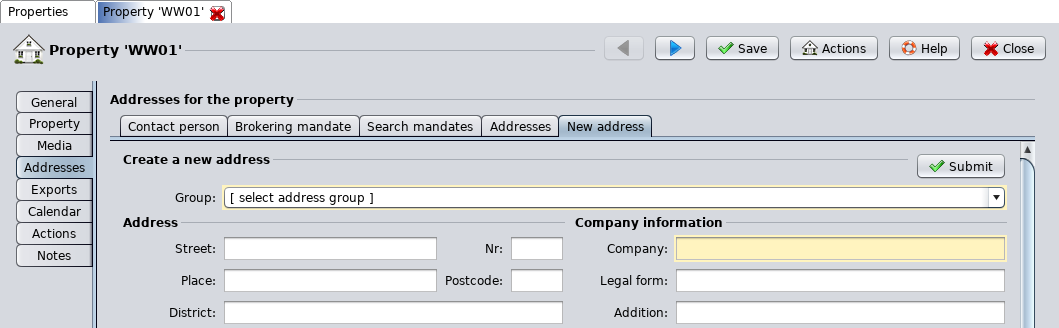 Properties Property 'WW01'
Property 'WW01' Save Actions Help Close
General
Property
Media
Addresses
Exports
Calendar
Actions
Notes
Addresses for the property
Contact person Brokering mandate Search mandates Addresses New address
Create a new address Submit
Group: [ select address group ]
Address Company information
Street: Nr: Company:
Place: Postcode: Legal form:
District: Addition: